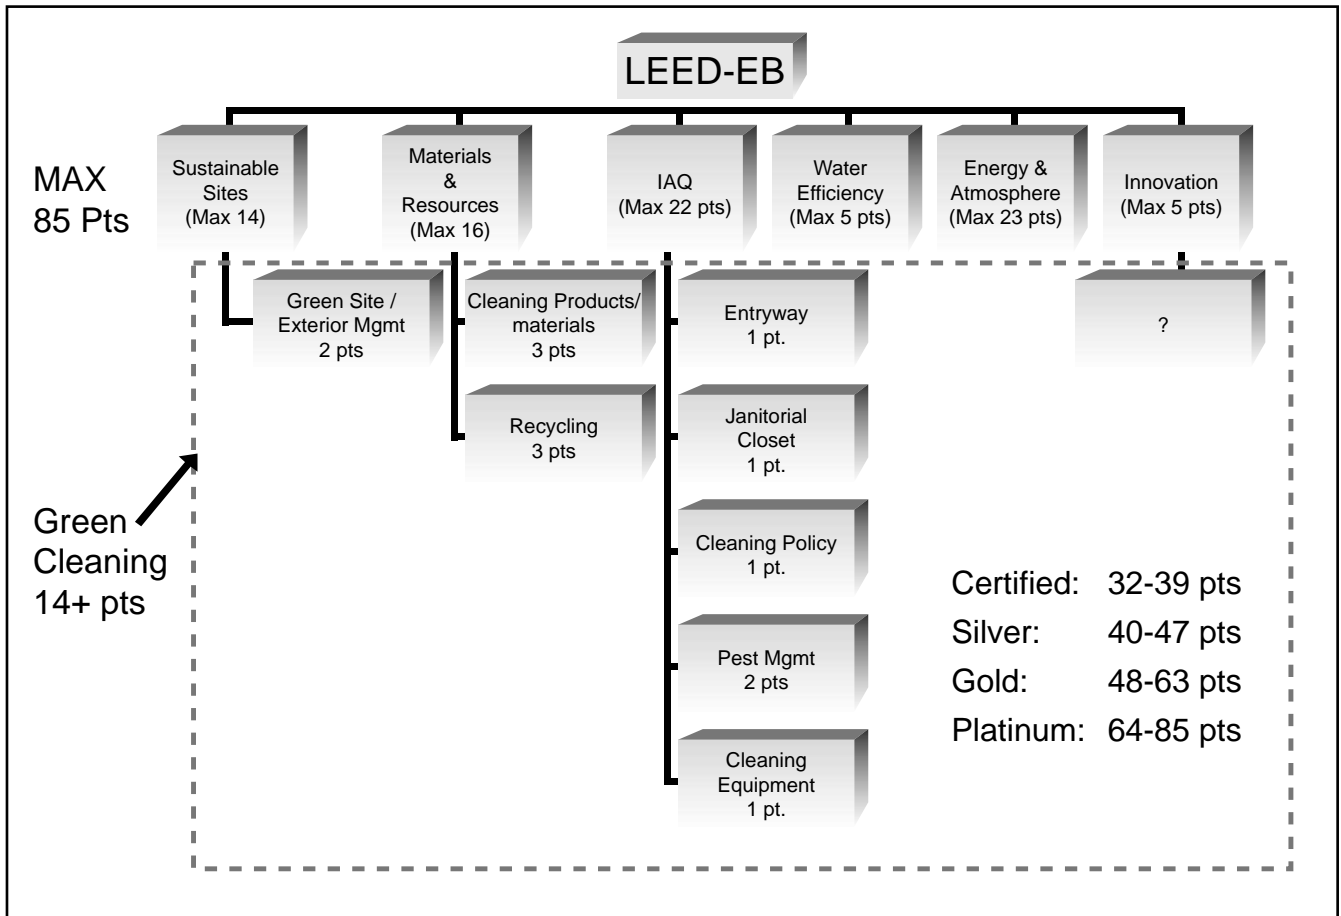 LEED-EB
MAX
85 Pts
Sustainable
Sites
(Max 14)
Materials
&
Resources
(Max 16)
IAQ
(Max 22 pts)
Water
Efficiency
(Max 5 pts)
Energy &
Atmosphere
(Max 23 pts)
Innovation
(Max 5 pts)
Green Site /
Exterior Mgmt
2 pts
Cleaning Products/
materials
3 pts
Entryway
1 pt.
?
Recycling
3 pts
Janitorial
Closet
1 pt.
Green
Cleaning
14+ pts
Cleaning Policy
1 pt.
Pest Mgmt
2 pts
Cleaning
Equipment
1 pt.
Certified: 32-39 pts
Silver: 40-47 pts
Gold: 48-63 pts
Platinum: 64-85 pts